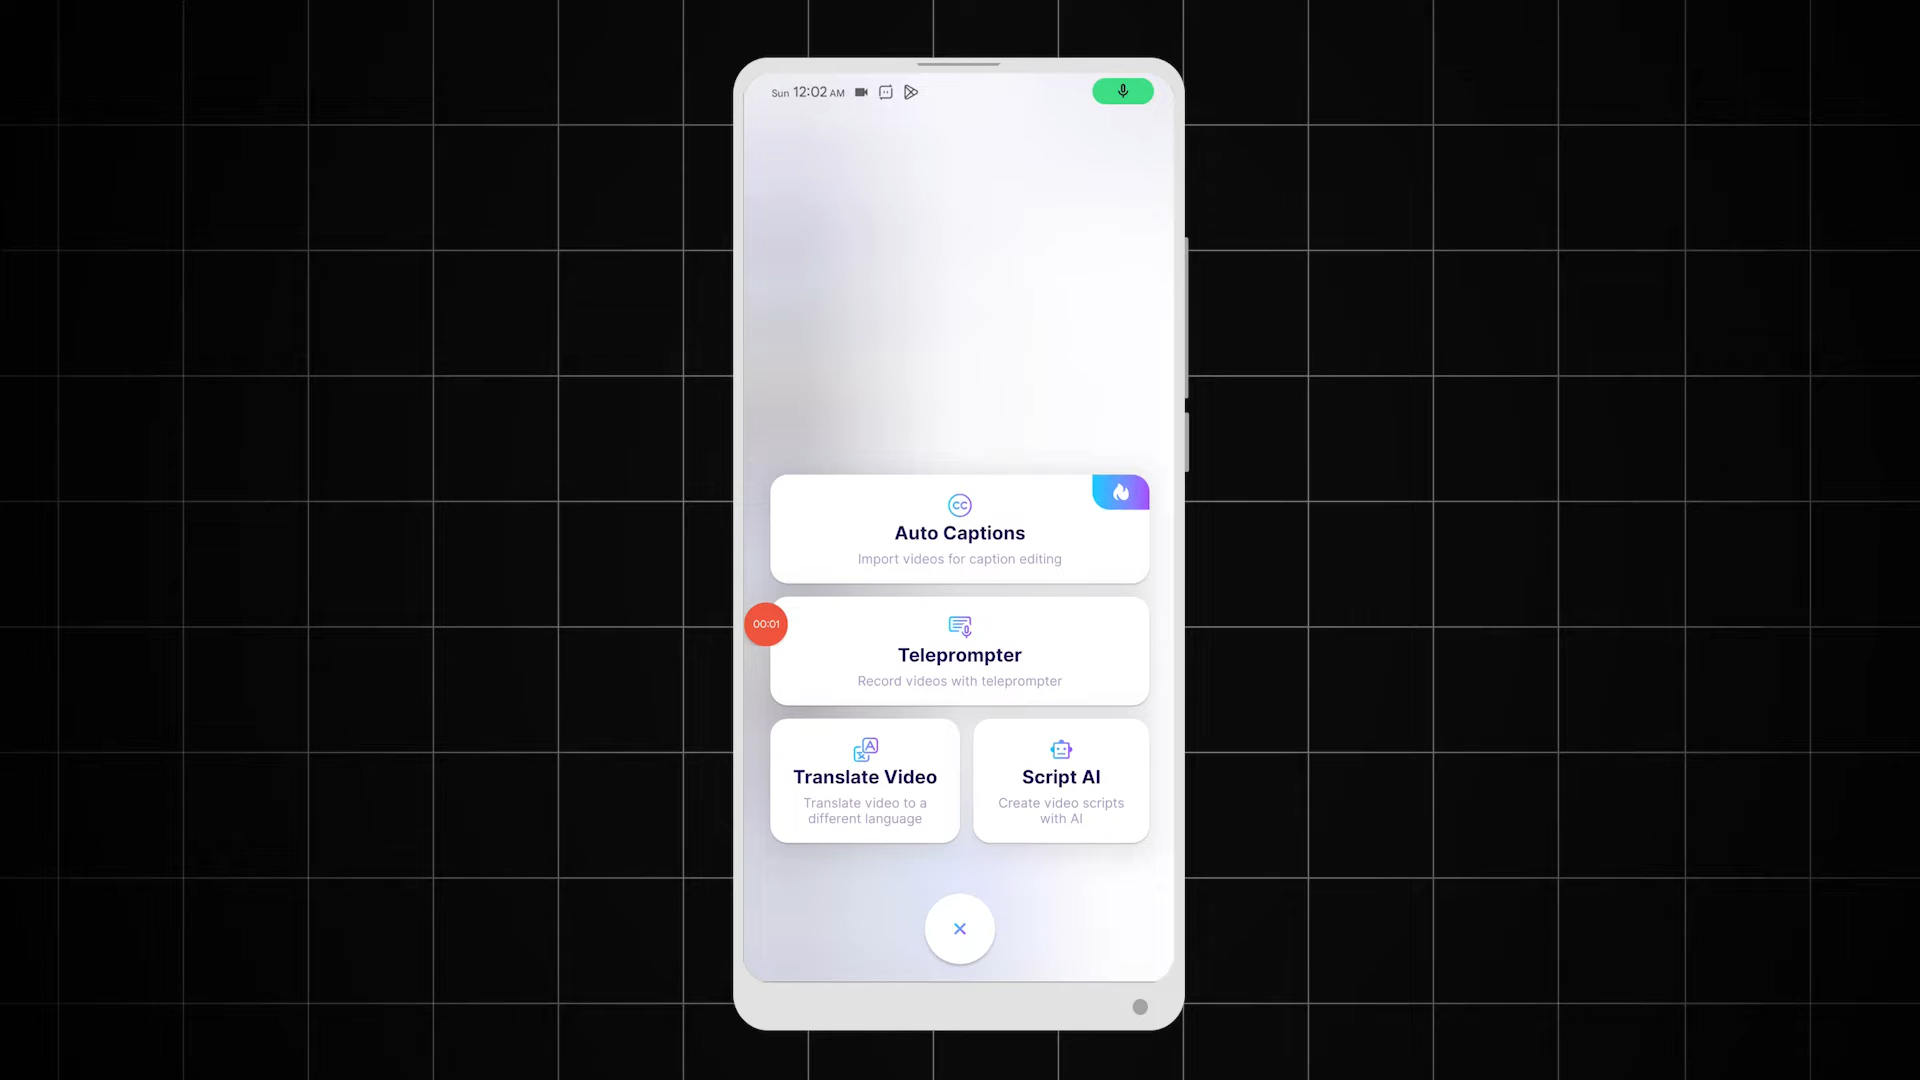 Sun 12:02 AM
CC
Auto Captions
Import videos for caption editing
00:01
Teleprompter
Record videos with teleprompter
Translate Video
Translate video to a
different language
Script AI
Create video scripts
with AI